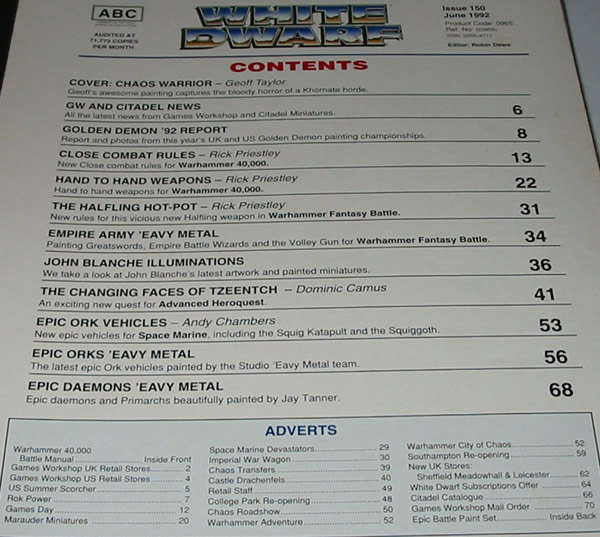 ABC
AUDITED AT
71,773 COPIES
PER MONTH
WHITE
DWARF
Issue 150
June 1992
Product Code: 0965
Editor: Robin Dews
CONTENTS
COVER: CHAOS WARRIOR – Geoff Taylor
Geoff's awesome painting captures the bloody horror of a Khornate horde.
GW AND CITADEL NEWS 6
All the latest news from Games Workshop and Citadel Miniatures.
GOLDEN DEMON '92 REPORT 8
Report and photos from this year's UK and US Golden Demon painting championships.
CLOSE COMBAT RULES – Rick Priestley 13
New Close combat rules for Warhammer 40,000.
HAND TO HAND WEAPONS – Rick Priestley 22
Hand to hand weapons for Warhammer 40,000.
THE HALFLING HOT-POT – Rick Priestley 31
New rules for this vicious new Halfling weapon in Warhammer Fantasy Battle.
EMPIRE ARMY 'EAVY METAL 34
Painting Greatswords, Empire Battle Wizards and the Volley Gun for Warhammer Fantasy Battle.
JOHN BLANCHE ILLUMINATIONS 36
We take a look at John Blanche's latest artwork and painted miniatures.
THE CHANGING FACES OF TZEENTCH – Dominic Camus 41
An exciting new quest for Advanced Heroquest.
EPIC ORK VEHICLES – Andy Chambers 53
New epic vehicles for Space Marine, including the Squig Katapult and the Squiggoth.
EPIC ORKS 'EAVY METAL 56
The latest epic Ork vehicles painted by the Studio 'Eavy Metal team.
EPIC DAEMONS 'EAVY METAL 68
Epic daemons and Primarchs beautifully painted by Jay Tanner.
ADVERTS
Warhammer 40,000
Battle Manual Inside Front
Games Workshop UK Retail Stores 2
Games Workshop US Retail Stores 4
US Summer Scorcher 5
Rok Power 7
Games Day 12
Marauder Miniatures 20
Space Marine Devastators 29
Imperial War Wagon 30
Chaos Transfers 39
Castle Drachenfels 40
Retail Staff 49
College Park Re-opening 48
Chaos Roadshow 50
Warhammer Adventure 52
Warhammer City of Chaos 52
Southampton Re-opening 59
New UK Stores:
Sheffield Meadowhall & Leicester 62
White Dwarf Subscriptions Offer 64
Citadel Catalogue 66
Games Workshop Mail Order 70
Epic Battle Paint Set Inside Back